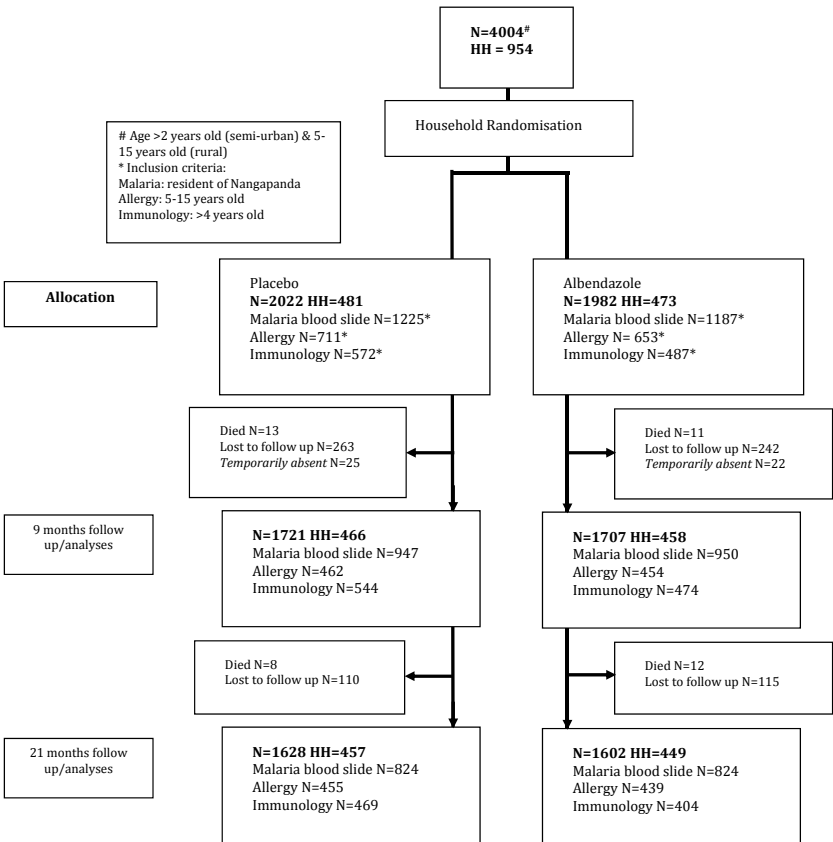 N=4004#
HH = 954
Household Randomisation
# Age >2 years old (semi-urban) & 5-
15 years old (rural)
* Inclusion criteria:
Malaria: resident of Nangapanda
Allergy: 5-15 years old
Immunology: >4 years old
Allocation
Placebo
N=2022 HH=481
Malaria blood slide N=1225*
Allergy N=711*
Immunology N=572*
Albendazole
N=1982 HH=473
Malaria blood slide N=1187*
Allergy N= 653*
Immunology N=487*
Died N=13
Lost to follow up N=263
Temporarily absent N=25
Died N=11
Lost to follow up N=242
Temporarily absent N=22
9 months follow
up/analyses
N=1721 HH=466
Malaria blood slide N=947
Allergy N=462
Immunology N=544
N=1707 HH=458
Malaria blood slide N=950
Allergy N=454
Immunology N=474
Died N=8
Lost to follow up N=110
Died N=12
Lost to follow up N=115
21 months follow
up/analyses
N=1628 HH=457
Malaria blood slide N=824
Allergy N=455
Immunology N=469
N=1602 HH=449
Malaria blood slide N=824
Allergy N=439
Immunology N=404